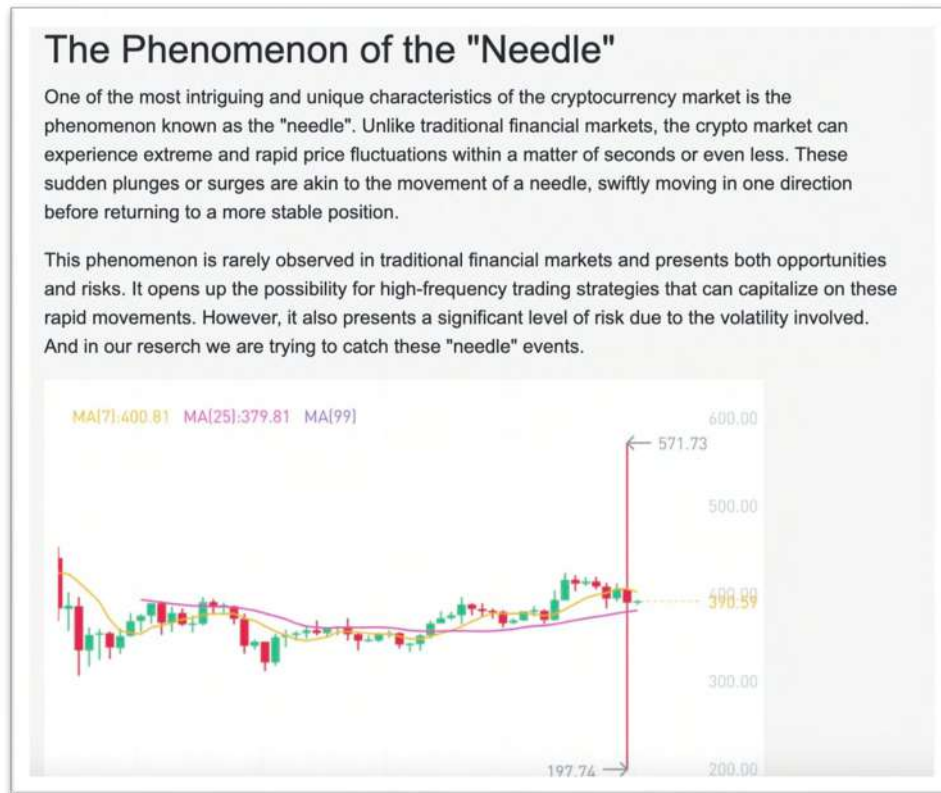 The Phenomenon of the "Needle"
One of the most intriguing and unique characteristics of the cryptocurrency market is the
phenomenon known as the "needle". Unlike traditional financial markets, the crypto market can
experience extreme and rapid price fluctuations within a matter of seconds or even less. These
sudden plunges or surges are akin to the movement of a needle, swiftly moving in one direction
before returning to a more stable position.
This phenomenon is rarely observed in traditional financial markets and presents both opportunities
and risks. It opens up the possibility for high-frequency trading strategies that can capitalize on these
rapid movements. However, it also presents a significant level of risk due to the volatility involved.
And in our reserch we are trying to catch these "needle" events.
MA(7):400.81 MA(25):379.81 MA(99)
600.00
571.73
500.00
400.00
390.59
300.00
197.74
200.00